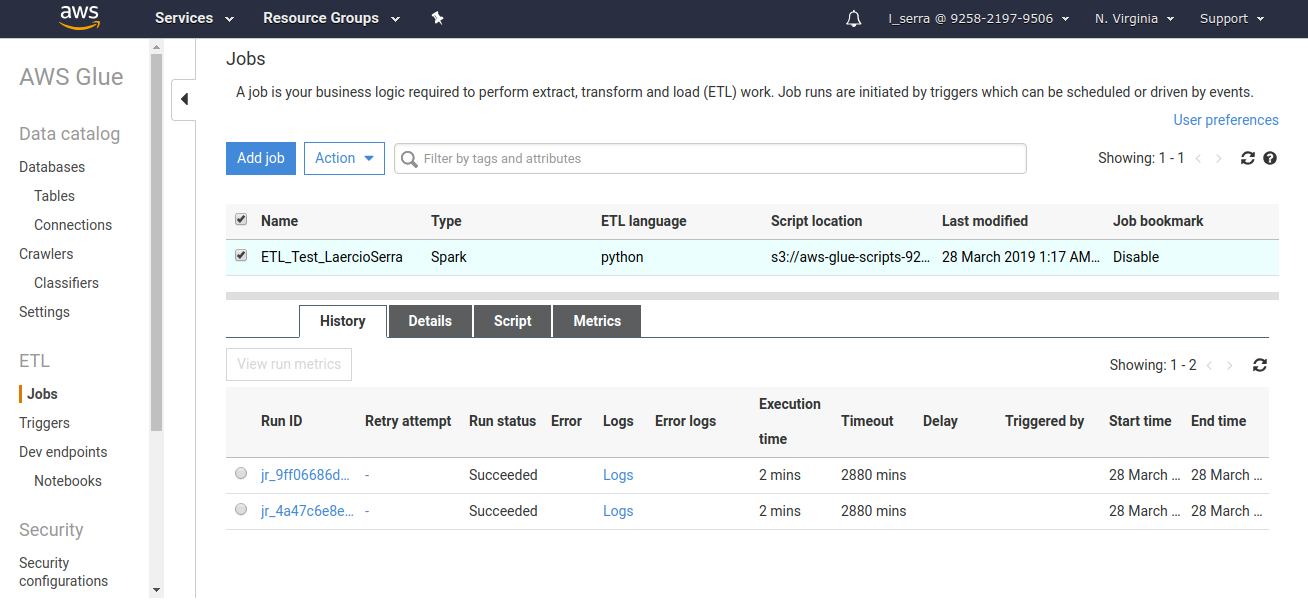 aws Services Resource Groups l_serra @ 9258-2197-9506 N. Virginia Support
AWS Glue
Data catalog
Databases
Tables
Connections
Crawlers
Classifiers
Settings
ETL
Jobs
Triggers
Dev endpoints
Notebooks
Security
Security
configurations
Jobs
A job is your business logic required to perform extract, transform and load (ETL) work. Job runs are initiated by triggers which can be scheduled or driven by events.
User preferences
Add job Action Filter by tags and attributes Showing: 1 - 1
Name Type ETL language Script location Last modified Job bookmark
ETL_Test_LaercioSerra Spark python s3://aws-glue-scripts-92... 28 March 2019 1:17 AM... Disable
History Details Script Metrics
View run metrics Showing: 1 - 2
Run ID Retry attempt Run status Error Logs Error logs Execution time Timeout Delay Triggered by Start time End time
jr_9ff06686d... - Succeeded Logs 2 mins 2880 mins 28 March ... 28 March ...
jr_4a47c6e8e... - Succeeded Logs 2 mins 2880 mins 28 March ... 28 March ...